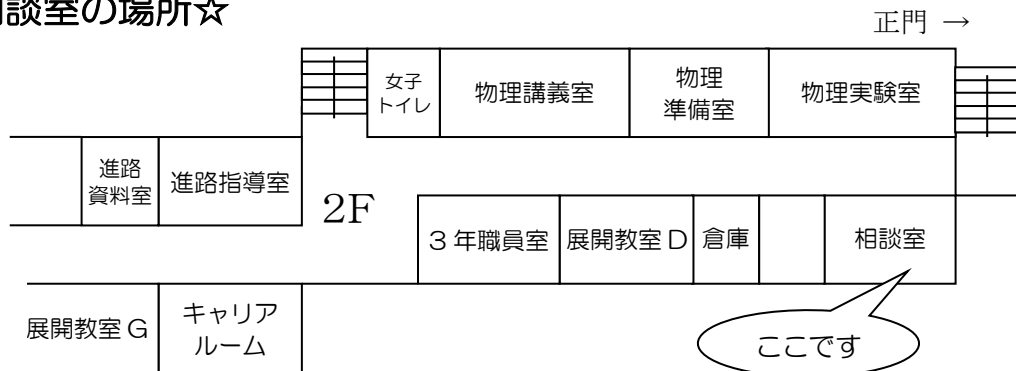 談室の場所☆
正門 →
女子
トイレ
物理講義室
物理
準備室
物理実験室
進路
資料室
進路指導室
2F
3年職員室
展開教室D
倉庫
相談室
展開教室G
キャリア
ルーム
ここです